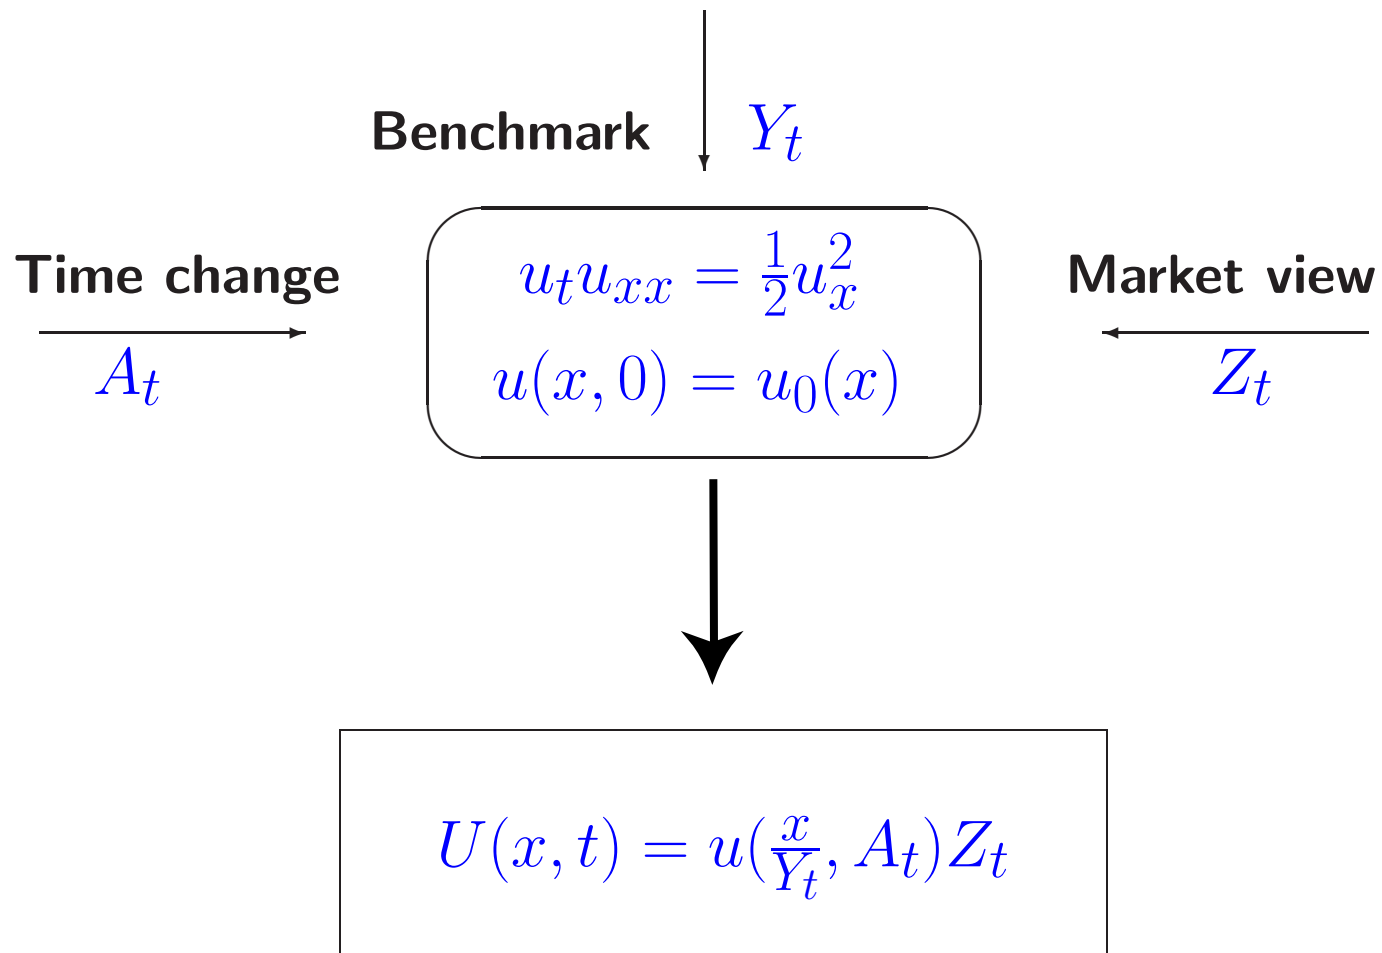 Benchmark $Y_t$
Time change
Market view
$u_t u_{xx} = \frac{1}{2} u_x^2$
$A_t$
$u(x, 0) = u_0(x)$
$Z_t$
$U(x, t) = u(\frac{x}{Y_t}, A_t) Z_t$